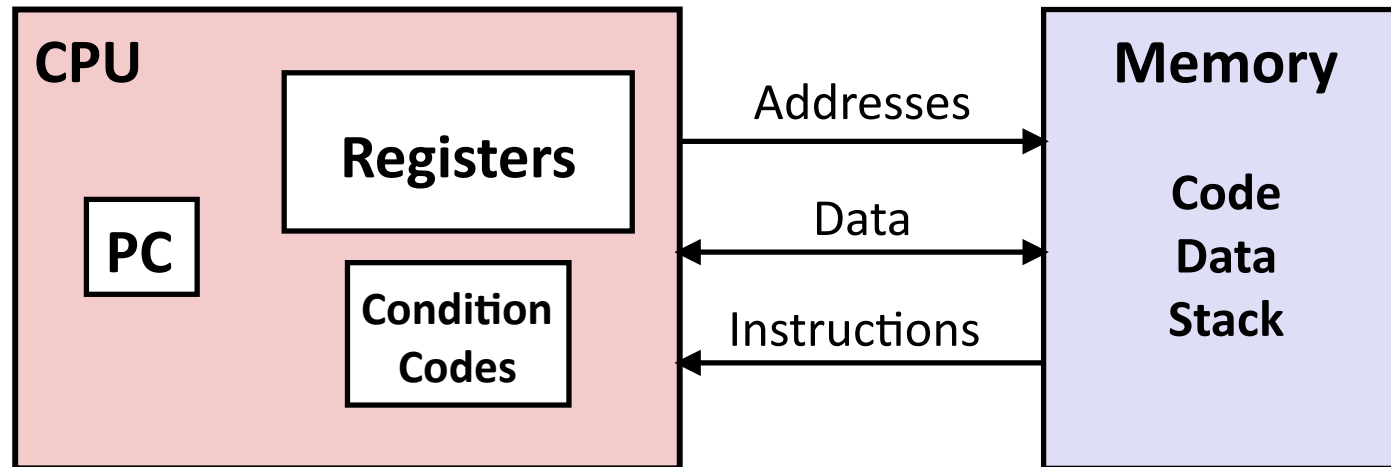 CPU
Registers
PC
Condition
Codes
Addresses
Data
Instructions
Memory
Code
Data
Stack